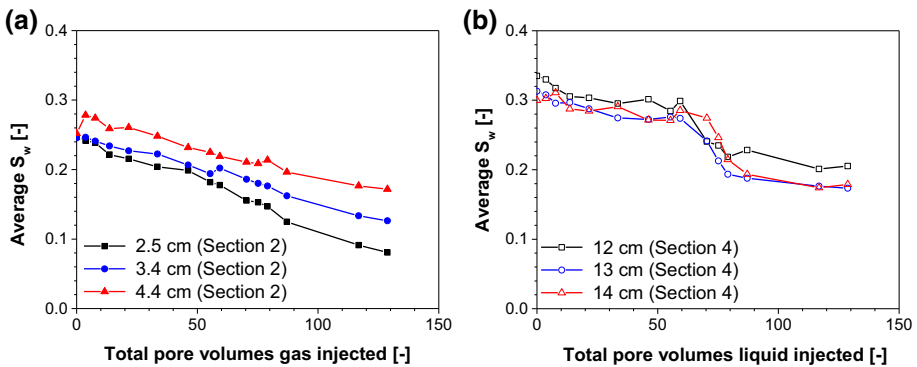 (a)
0.4
0.3
0.2
0.1
0.0
Average Sw [-]
2.5 cm (Section 2)
3.4 cm (Section 2)
4.4 cm (Section 2)
0 50 100 150
Total pore volumes gas injected [-]
(b)
0.4
0.3
0.2
0.1
0.0
Average Sw [-]
12 cm (Section 4)
13 cm (Section 4)
14 cm (Section 4)
0 50 100 150
Total pore volumes liquid injected [-]